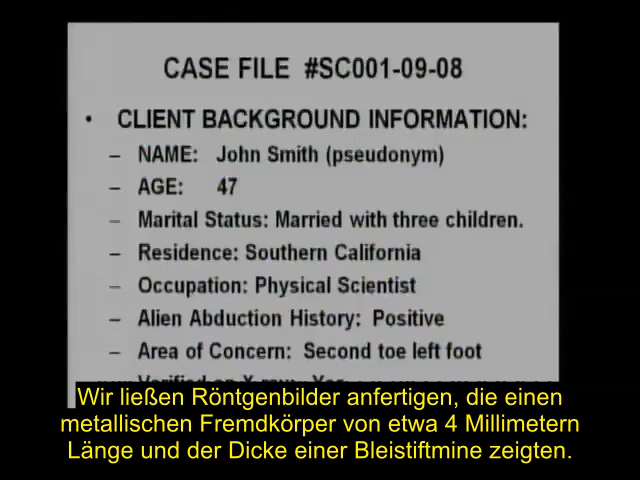 CASE FILE #SC001-09-08
• CLIENT BACKGROUND INFORMATION:
– NAME: John Smith (pseudonym)
– AGE: 47
– Marital Status: Married with three children.
– Residence: Southern California
– Occupation: Physical Scientist
– Alien Abduction History: Positive
– Area of Concern: Second toe left foot
Wir ließen Röntgenbilder anfertigen, die einen
metallischen Fremdkörper von etwa 4 Millimetern
Länge und der Dicke einer Bleistiftmine zeigten.